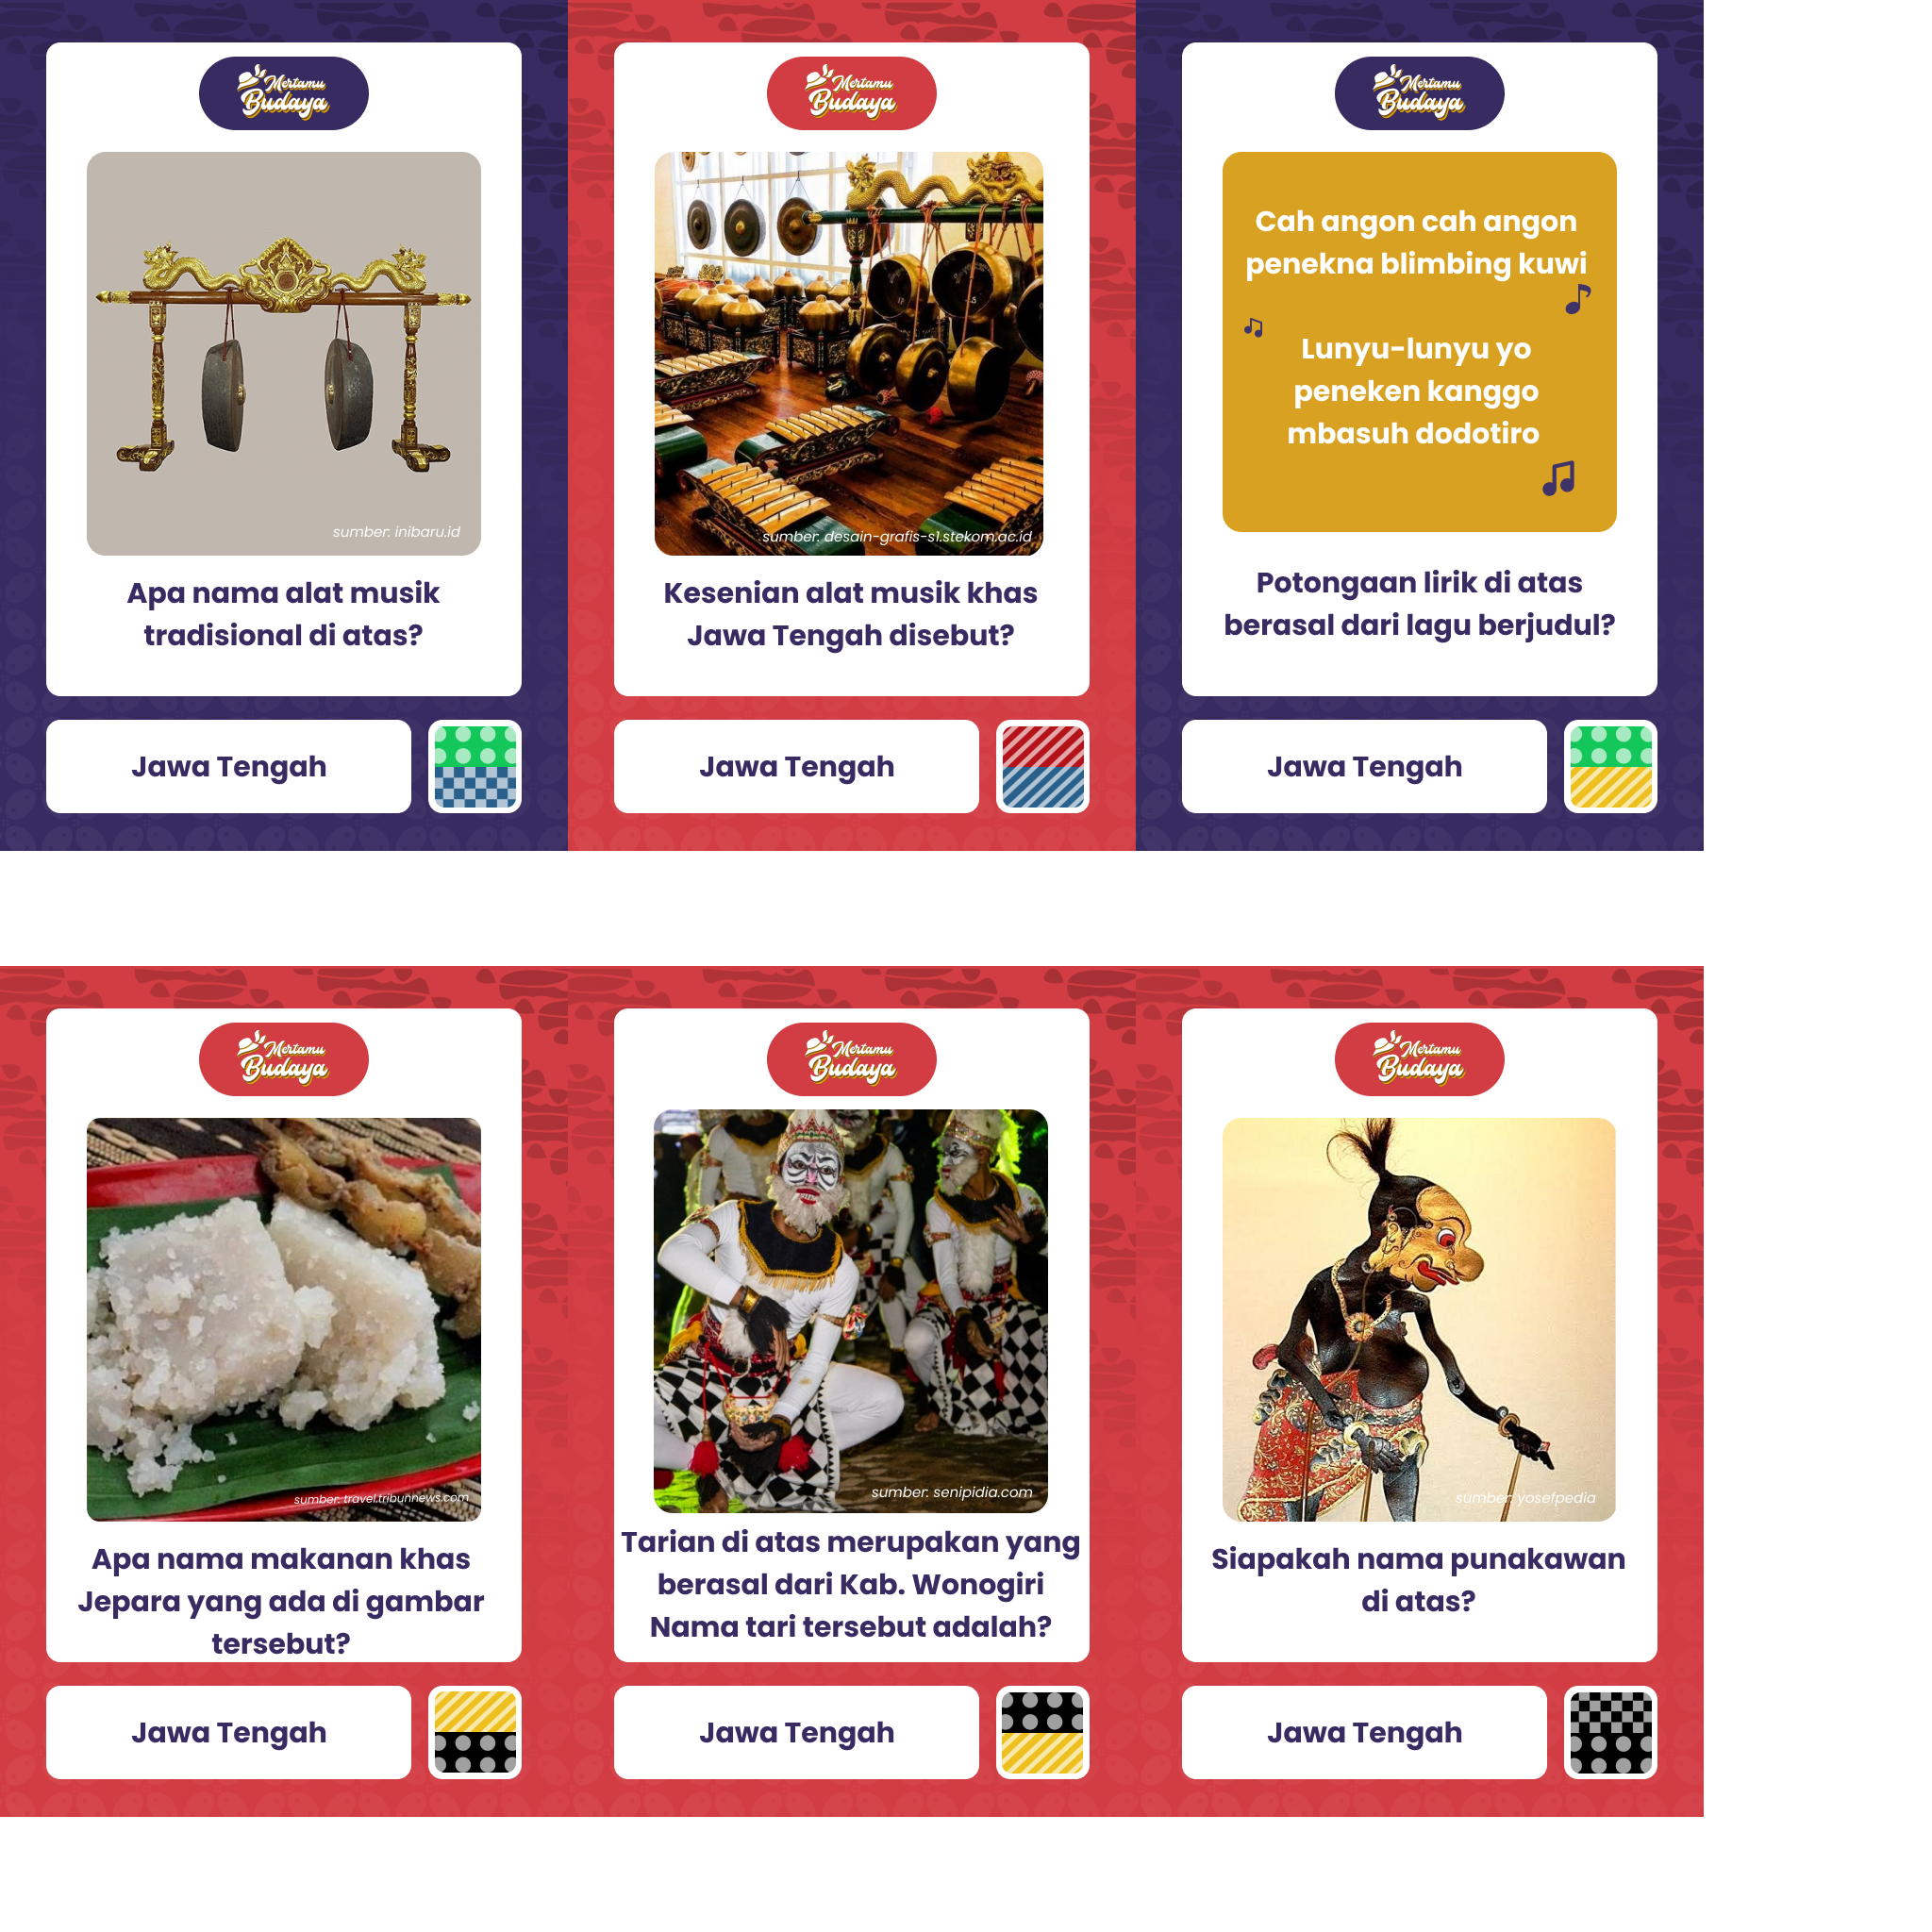 Mertamu
Budaya
sumber: inibaru.id
Apa nama alat musik
tradisional di atas?
Jawa Tengah
Mertamu
Budaya
sumber: desain-grafis-s1.stekom.ac.id
Kesenian alat musik khas
Jawa Tengah disebut?
Jawa Tengah
Mertamu
Budaya
Cah angon cah angon
penekna blimbing kuwi
Lunyu-lunyu yo
peneken kanggo
mbasuh dodotiro
Potongaan lirik di atas
berasal dari lagu berjudul?
Jawa Tengah
Mertamu
Budaya
sumber: travel.tribunnews.com
Apa nama makanan khas
Jepara yang ada di gambar
tersebut?
Jawa Tengah
Mertamu
Budaya
sumber: senipidia.com
Tarian di atas merupakan yang
berasal dari Kab. Wonogiri
Nama tari tersebut adalah?
Jawa Tengah
Mertamu
Budaya
sumber: yosefpedia
Siapakah nama punakawan
di atas?
Jawa Tengah